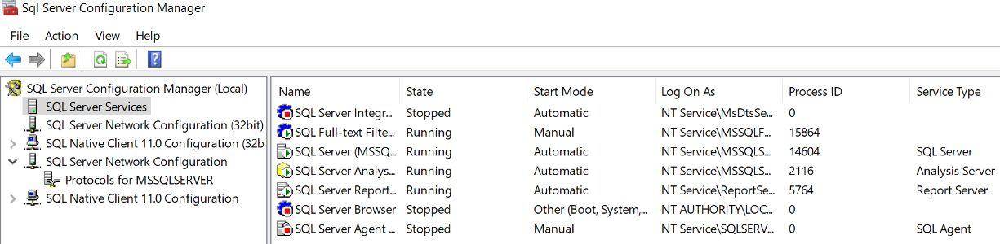 Sql Server Configuration Manager
File Action View Help
SQL Server Configuration Manager (Local)
SQL Server Services
SQL Server Network Configuration (32bit)
SQL Native Client 11.0 Configuration (32b
SQL Server Network Configuration
Protocols for MSSQLSERVER
SQL Native Client 11.0 Configuration
Name State Start Mode Log On As Process ID Service Type
SQL Server Integr... Stopped Automatic NT Service\MsDtsSe... 0
SQL Full-text Filte... Running Manual NT Service\MSSQLF... 15864
SQL Server (MSSQ... Running Automatic NT Service\MSSQLS... 14604 SQL Server
SQL Server Analys... Running Automatic NT Service\MSSQLS... 2116 Analysis Server
SQL Server Report... Running Automatic NT Service\ReportSe... 5764 Report Server
SQL Server Browser Stopped Other (Boot, System,... NT AUTHORITY\LOC... 0
SQL Server Agent ... Stopped Manual NT Service\SQLSERV... 0 SQL Agent